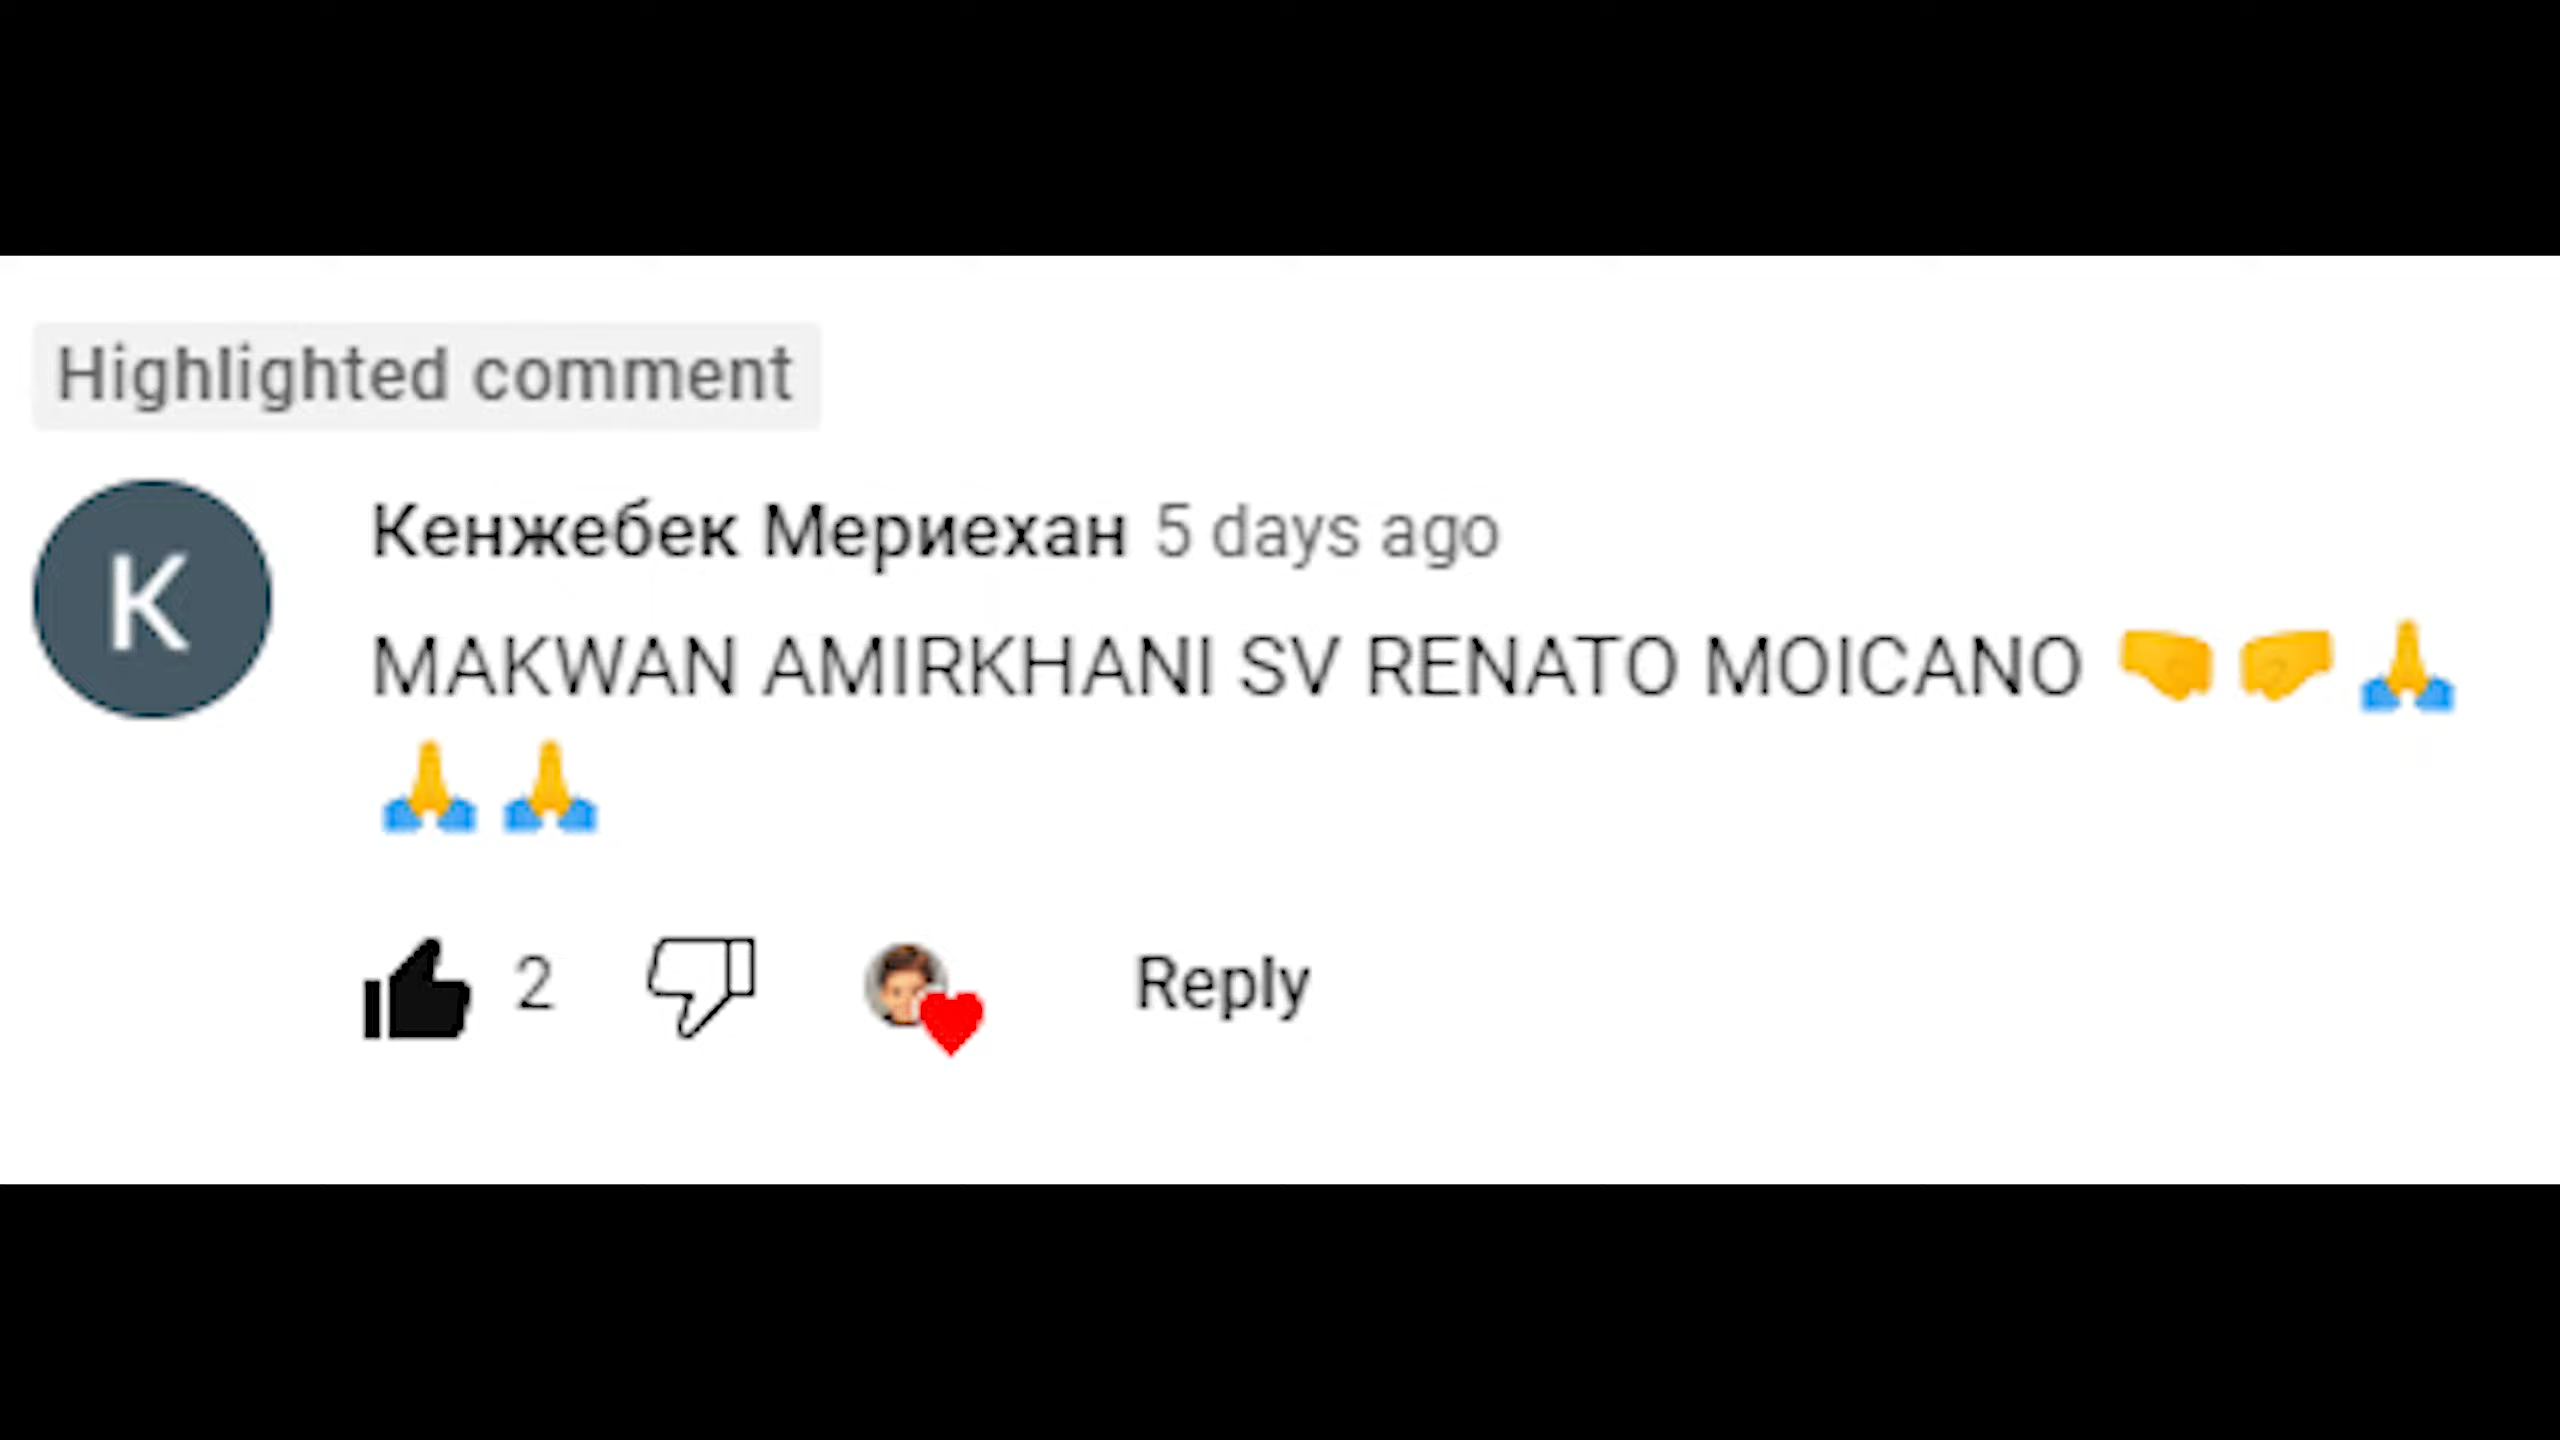 Highlighted comment
K
Кенжебек Мериехан 5 days ago
MAKWAN AMIRKHANI SV RENATO MOICANO 🤜🤛🙏
🙏🙏
2 Reply